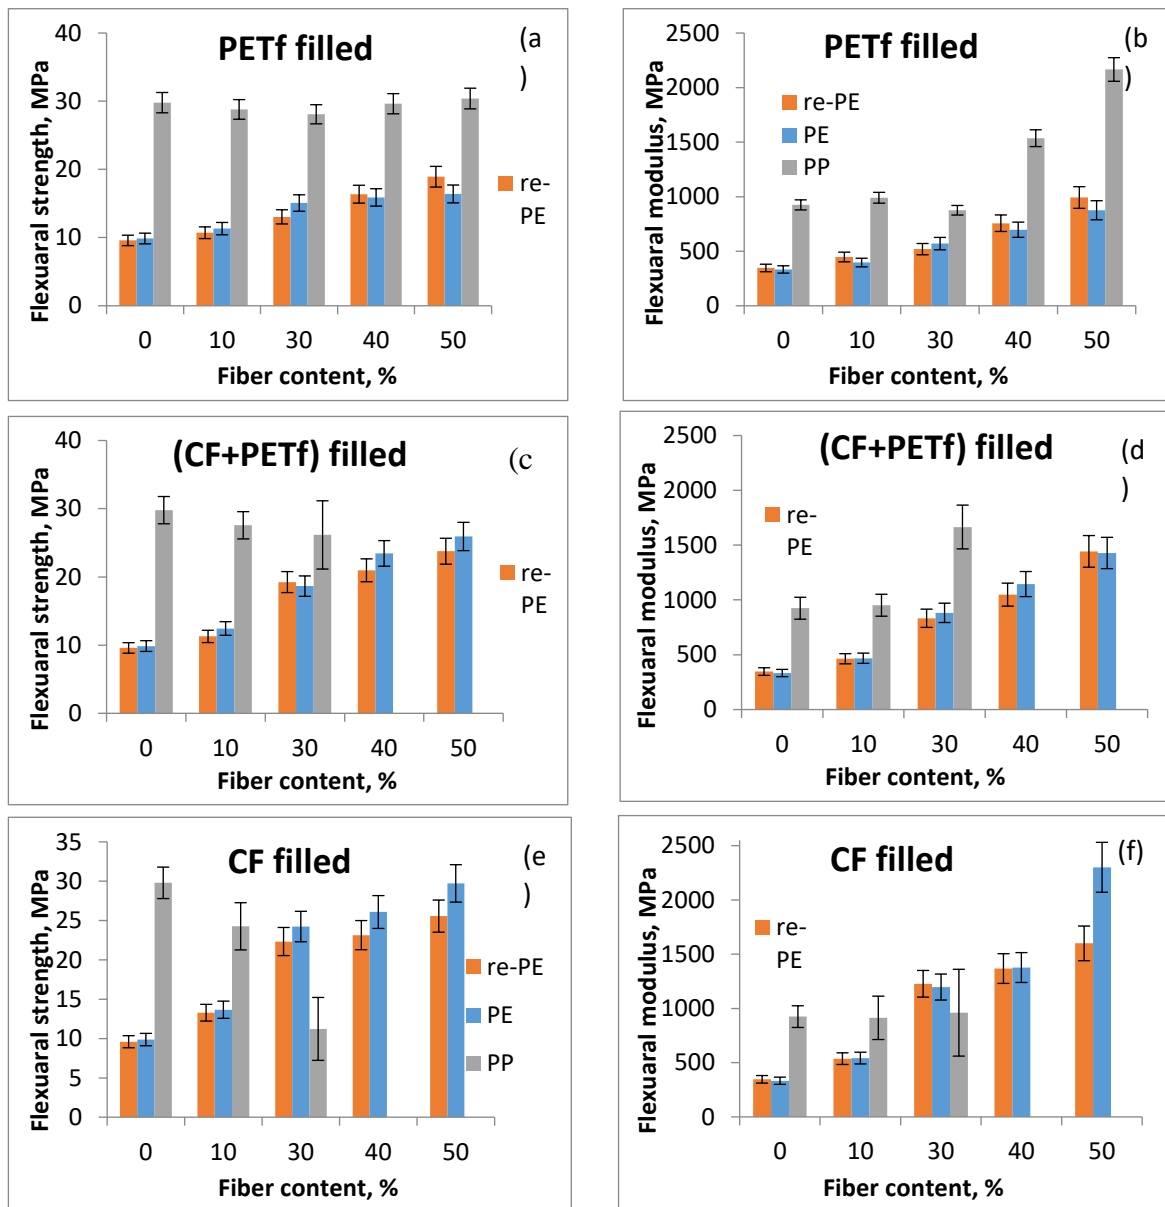 PETf filled
(a
)
Flexuaral strength, MPa
40
30
20
10
0
0 10 30 40 50
Fiber content, %
re-
PE
PETf filled
(b
)
Flexuaral modulus, MPa
2500
2000
1500
1000
500
0
0 10 30 40 50
Fiber content, %
re-PE
PE
PP
(CF+PETf) filled
(c
Flexuaral strength, MPa
40
30
20
10
0
0 10 30 40 50
Fiber content, %
re-
PE
(CF+PETf) filled
(d
)
Flexuaral modulus, MPa
2500
2000
1500
1000
500
0
0 10 30 40 50
Fiber content, %
re-
PE
CF filled
(e
)
Flexuaral strength, MPa
35
30
25
20
15
10
5
0
0 10 30 40 50
Fiber content, %
re-PE
PE
PP
CF filled
(f)
Flexuaral modulus, MPa
2500
2000
1500
1000
500
0
0 10 30 40 50
Fiber content, %
re-
PE